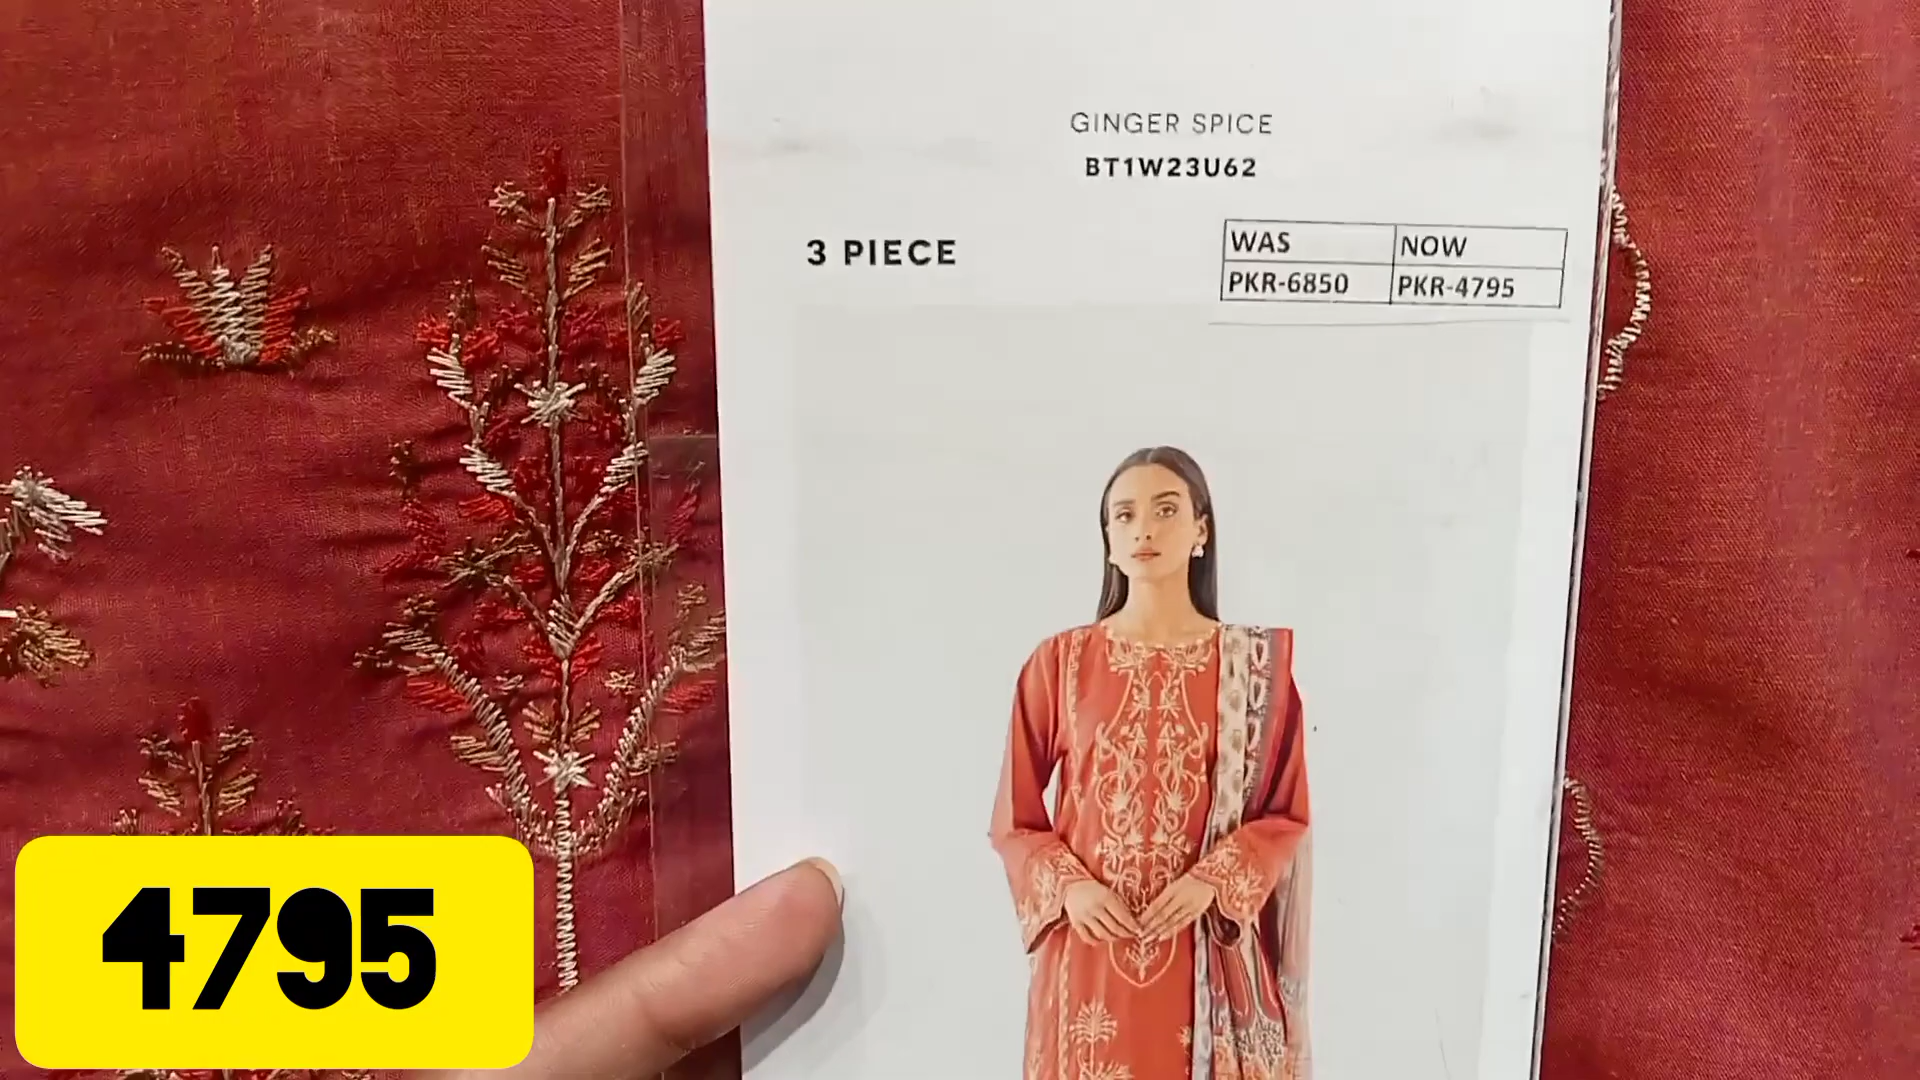 GINGER SPICE
BT1W23U62
3 PIECE
WAS NOW
PKR-6850 PKR-4795
4795